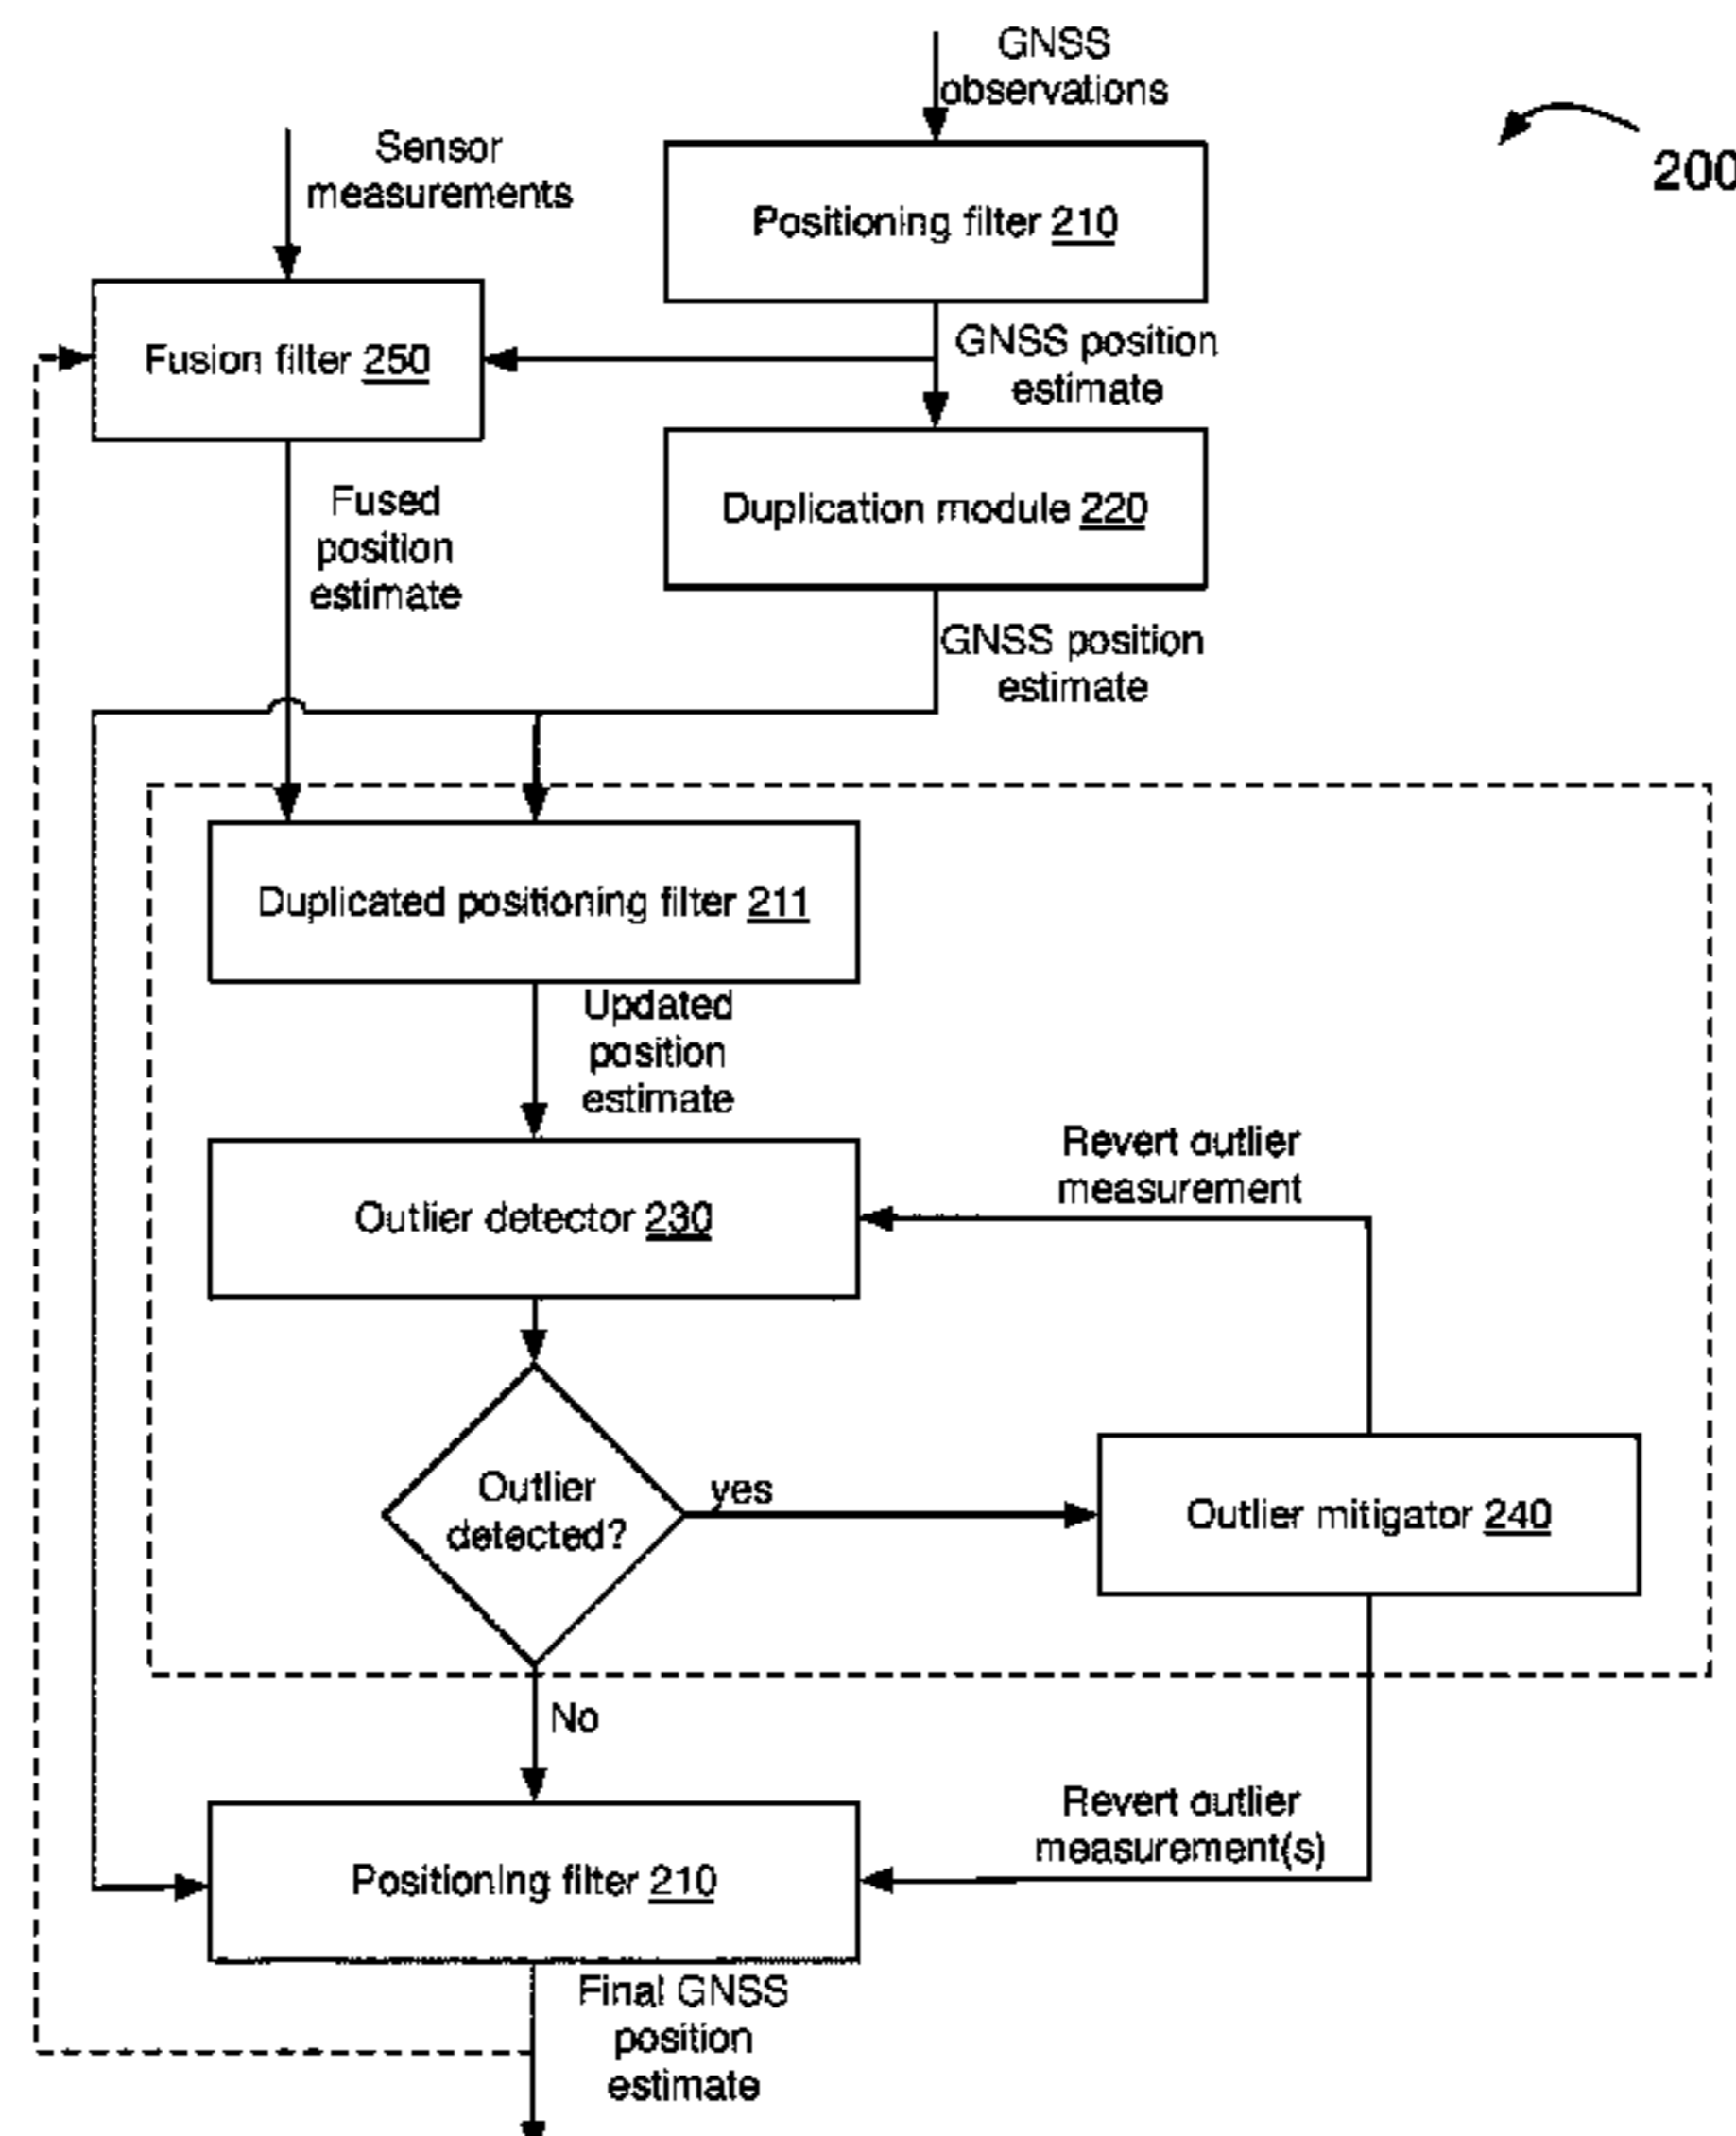 GNSS
observations
200
Sensor
measurements
Positioning filter 210
Fusion filter 250
GNSS position
estimate
Duplication module 220
Fused
position
estimate
GNSS position
estimate
Duplicated positioning filter 211
Updated
position
estimate
Revert outlier
measurement
Outlier detector 230
Outlier
detected?
yes
Outlier mitigator 240
No
Revert outlier
measurement(s)
Positioning filter 210
Final GNSS
position
estimate